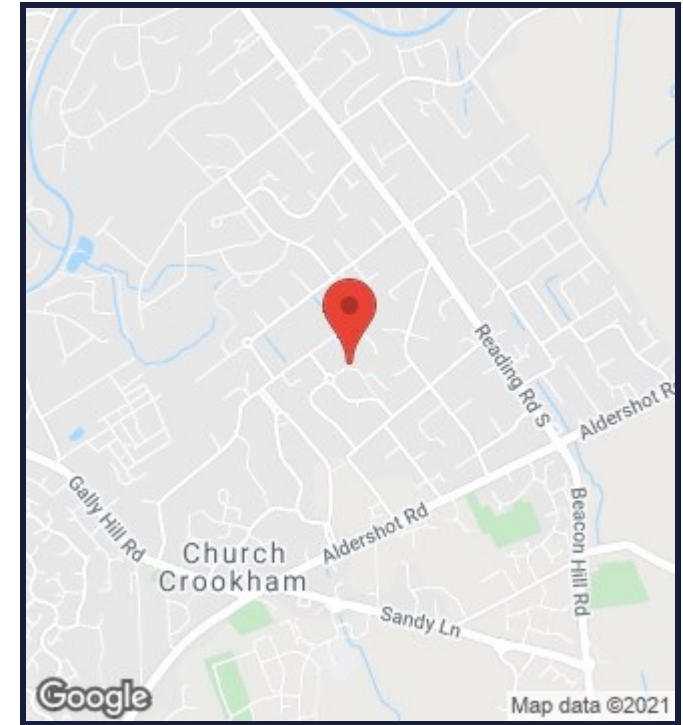 Reading Rd S
Aldershot R
Aldershot Rd
Gally Hill Rd
Church
Crookham
Beacon Hill Rd
Sandy Ln
Google
Map data ©2021